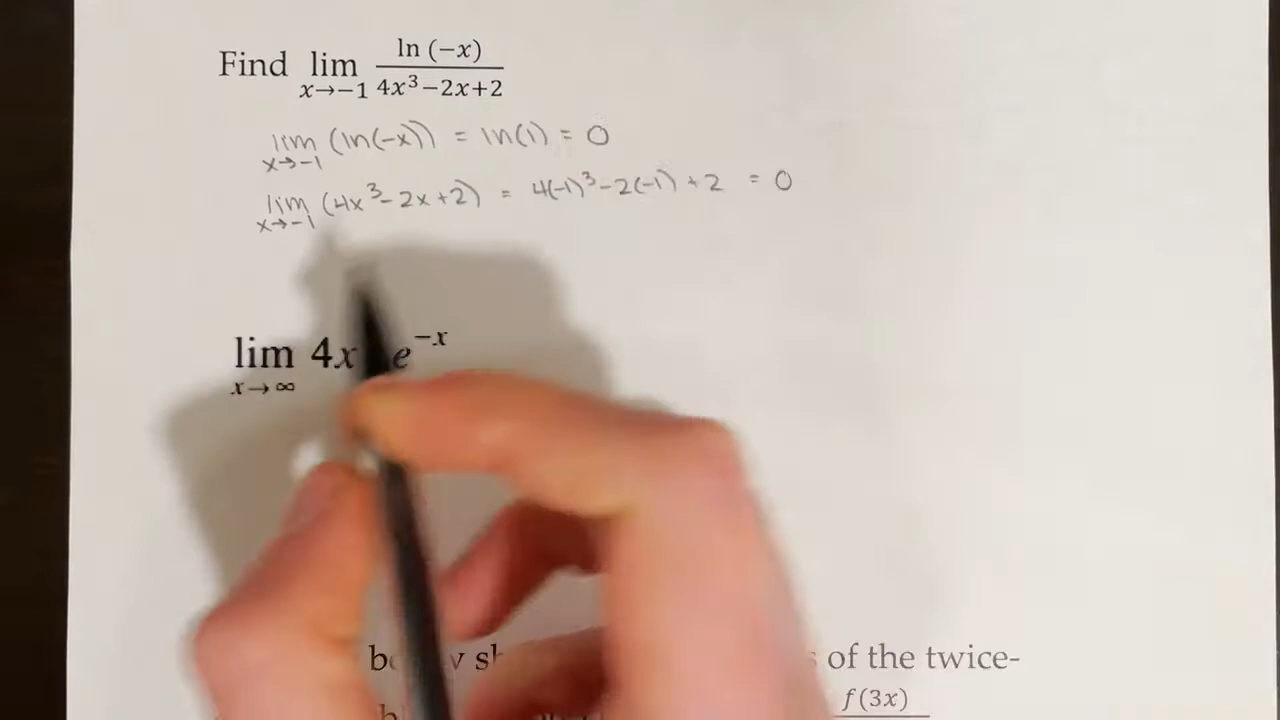 Find lim x→−1 ln (−x) / 4x³−2x+2
lim x→−1 (ln(−x)) = ln(1) = 0
lim x→−1 (4x³−2x+2) = 4(−1)³−2(−1)+2 = 0
lim x→∞ 4x e⁻ˣ
of the twice-
f(3x)